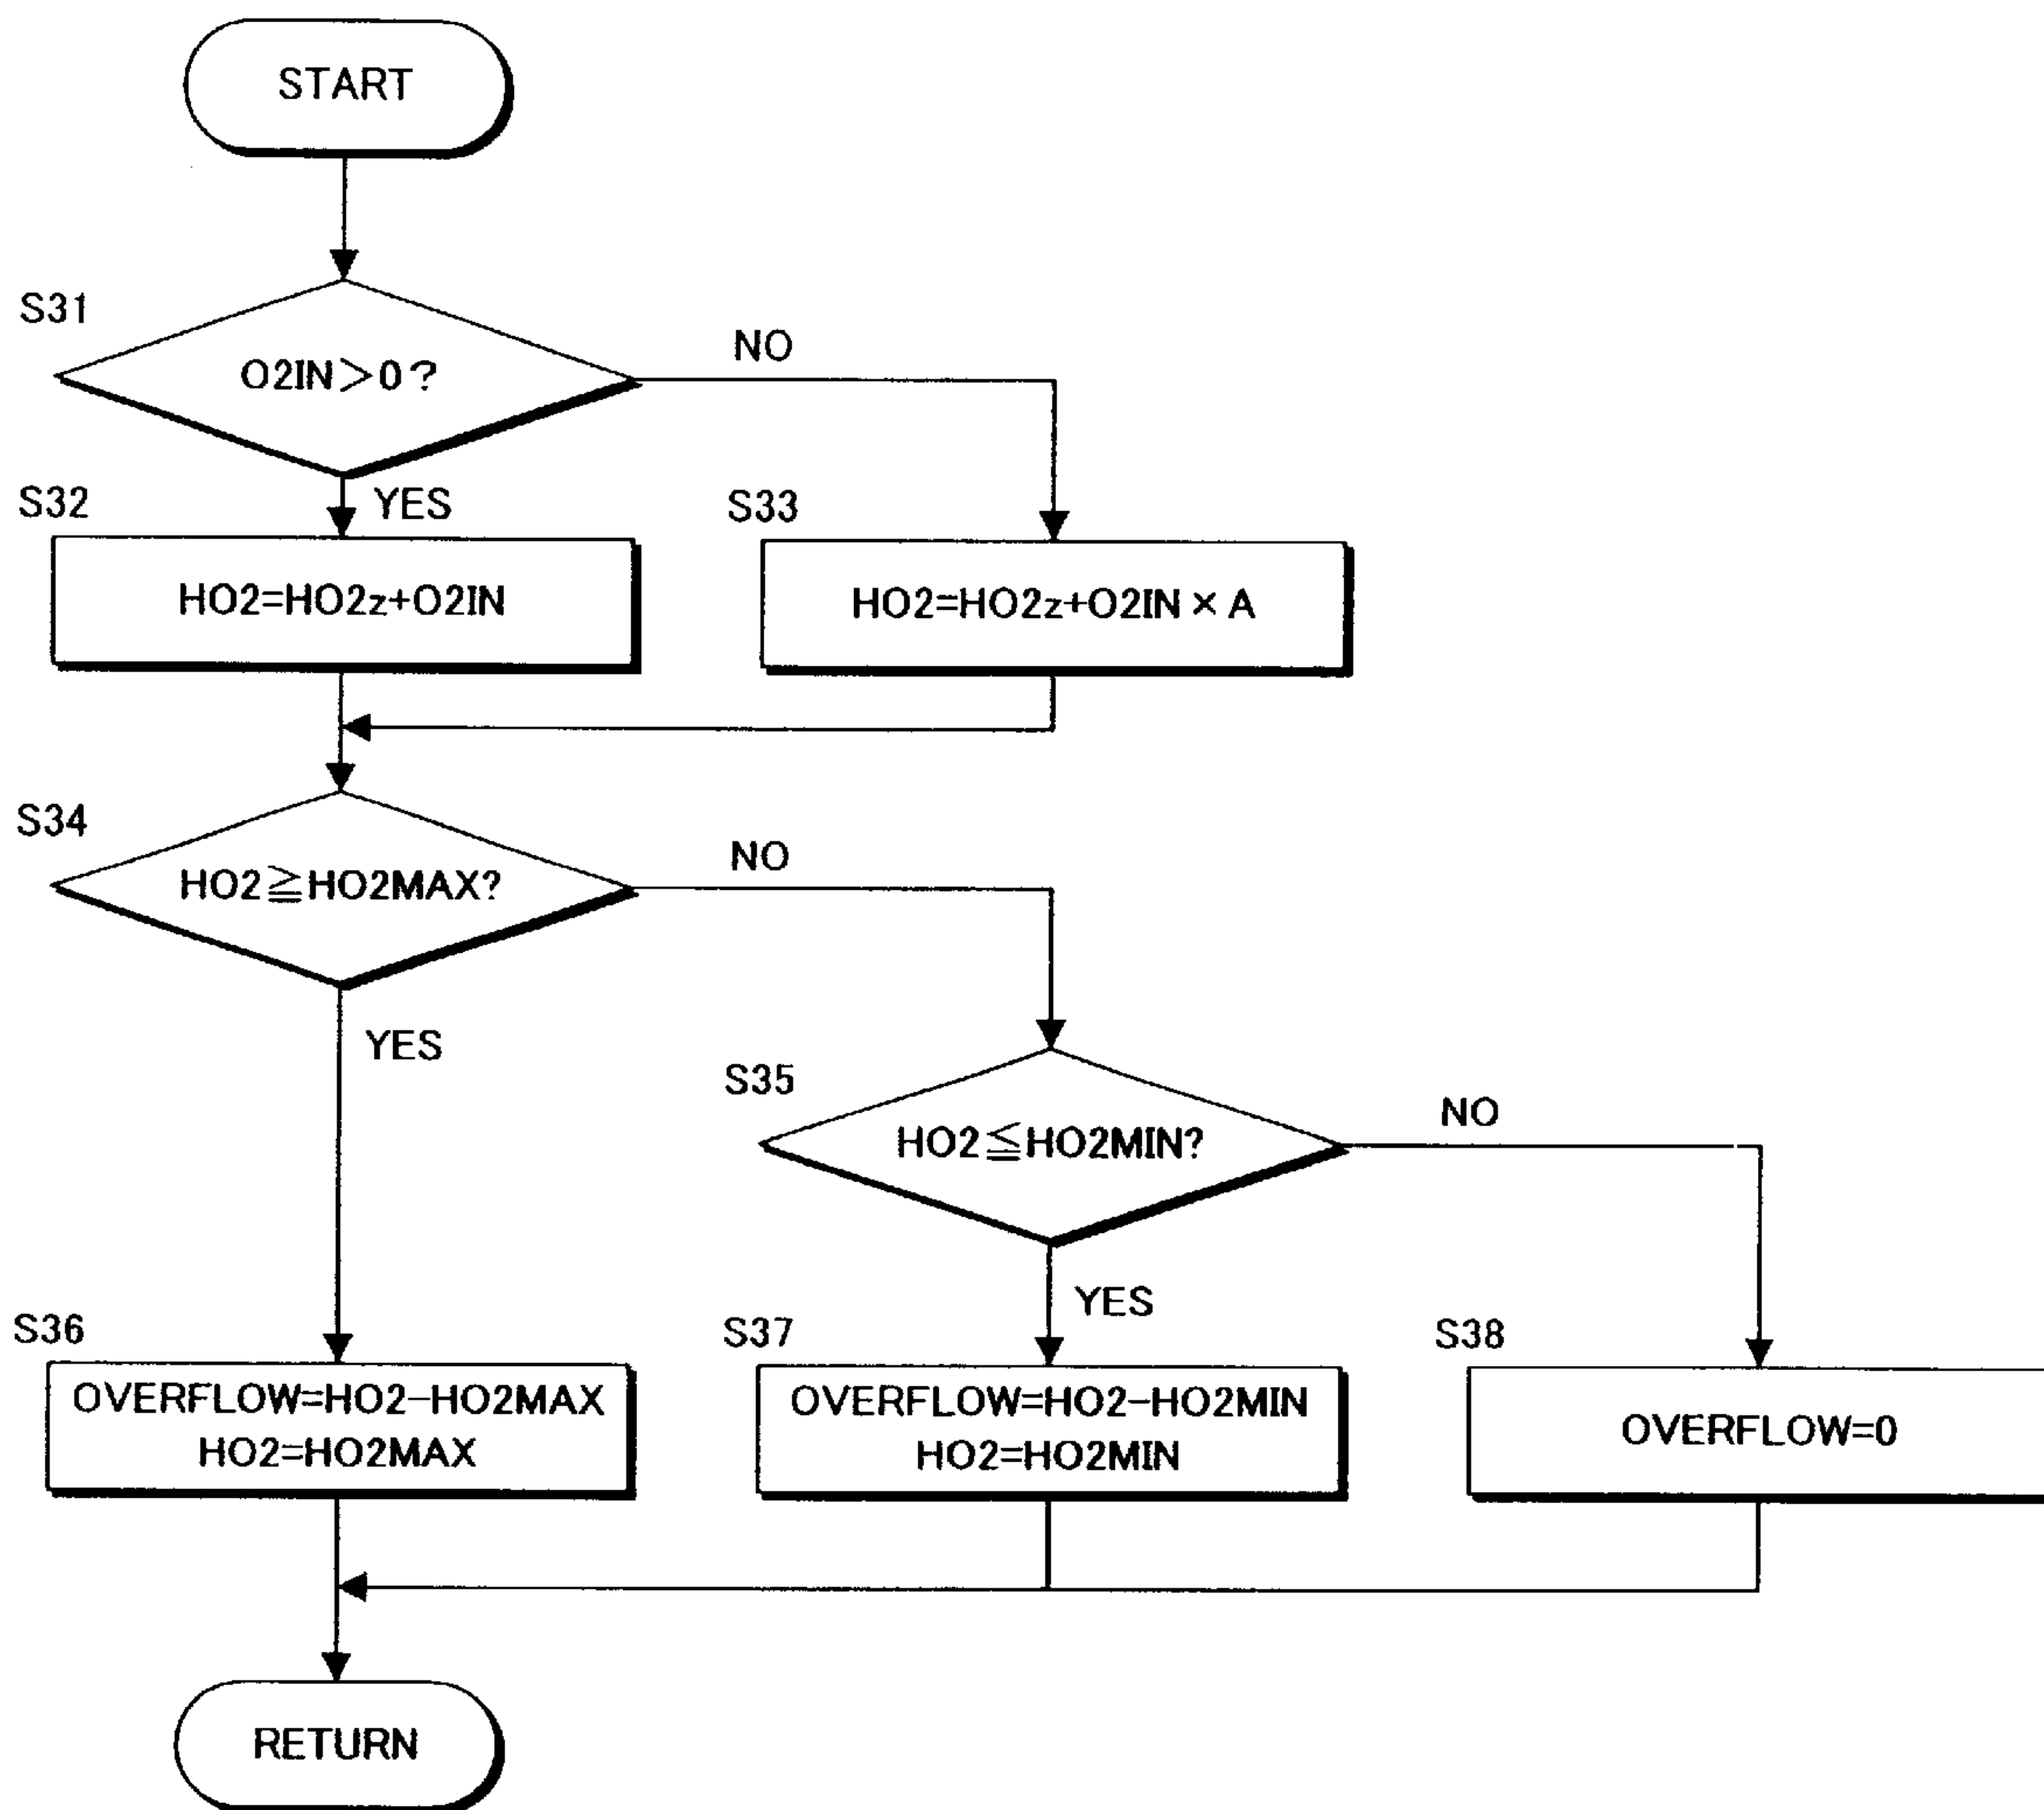 START
S31
O2IN>0?
NO
S32
YES
S33
HO2=HO2z+O2IN
HO2=HO2z+O2IN×A
S34
HO2≧HO2MAX?
NO
YES
S35
HO2≦HO2MIN?
NO
YES
S36
S37
S38
OVERFLOW=HO2-HO2MAX
HO2=HO2MAX
OVERFLOW=HO2-HO2MIN
HO2=HO2MIN
OVERFLOW=0
RETURN